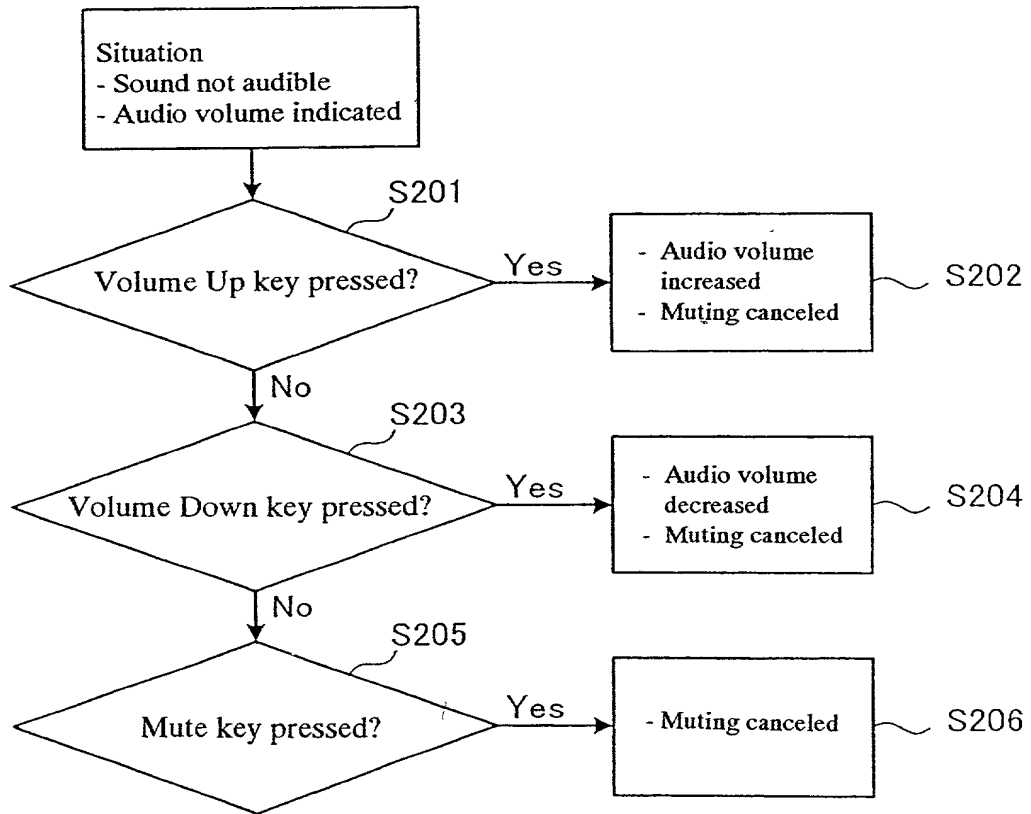 Situation
- Sound not audible
- Audio volume indicated
S201
Volume Up key pressed?
Yes
- Audio volume
increased
- Muting canceled
S202
No
S203
Volume Down key pressed?
Yes
- Audio volume
decreased
- Muting canceled
S204
No
S205
Mute key pressed?
Yes
- Muting canceled
S206